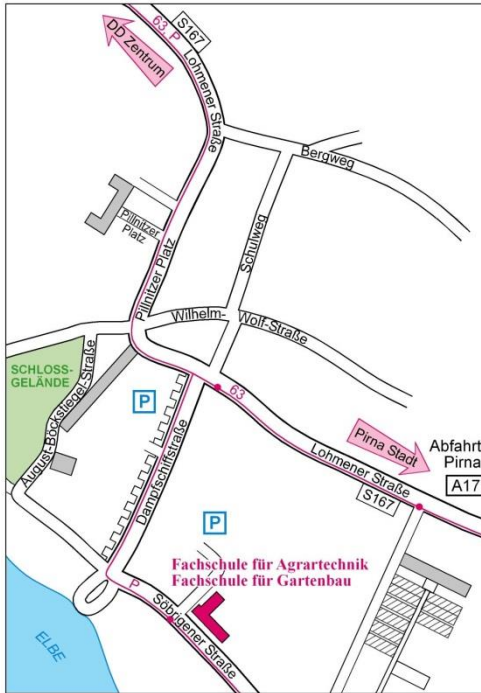 63, P
S167
DD Zentrum
Lohmener Straße
Bergweg
Pillnitzer
Platz
Schulweg
Pillnitzer Platz
Wilhelm-
Wolf-Straße
SCHLOSS-
GELÄNDE
August-Böckstiegel-Straße
P
63
Dampfschiffstraße
Pirna Stadt
Abfahrt
Pirna
A17
Lohmener Straße
S167
P
Fachschule für Agrartechnik
Fachschule für Gartenbau
P
Söbrigener Straße
ELBE